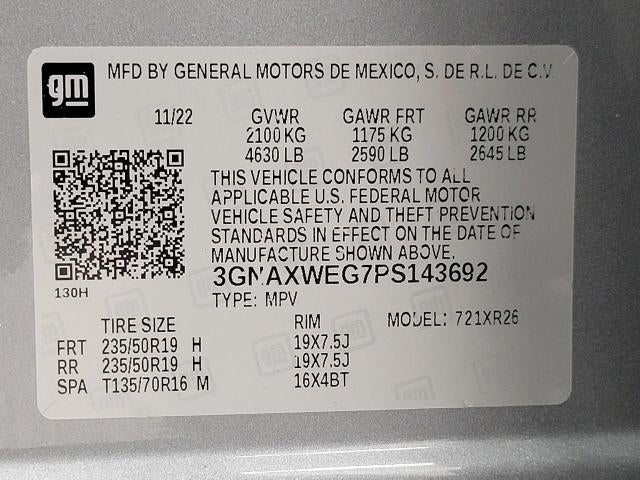 gm
MFD BY GENERAL MOTORS DE MEXICO, S. DE R.L. DE C.V.
11/22 GVWR GAWR FRT GAWR RR
2100 KG 1175 KG 1200 KG
4630 LB 2590 LB 2645 LB
THIS VEHICLE CONFORMS TO ALL
APPLICABLE U.S. FEDERAL MOTOR
VEHICLE SAFETY AND THEFT PREVENTION
STANDARDS IN EFFECT ON THE DATE OF
MANUFACTURE SHOWN ABOVE.
3GNAXWEG7PS143692
130H
TYPE: MPV
TIRE SIZE RIM MODEL: 721XR26
FRT 235/50R19 H 19X7.5J
RR 235/50R19 H 19X7.5J
SPA T135/70R16 M 16X4BT